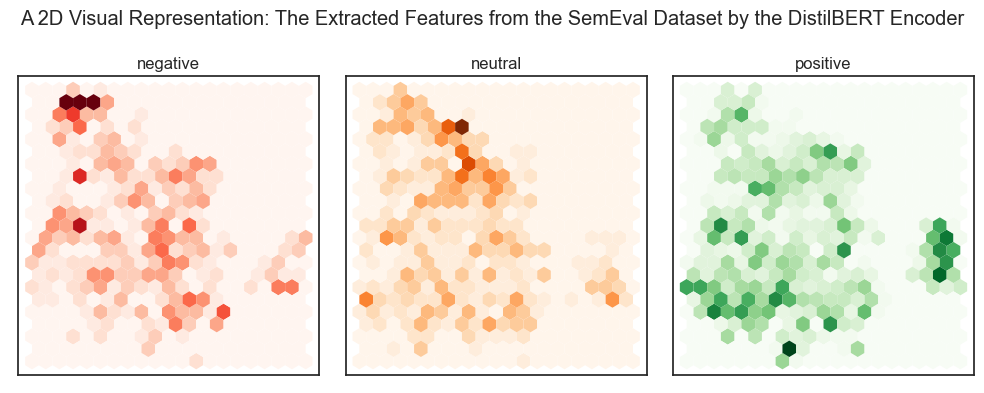 A 2D Visual Representation: The Extracted Features from the SemEval Dataset by the DistilBERT Encoder
negative
neutral
positive